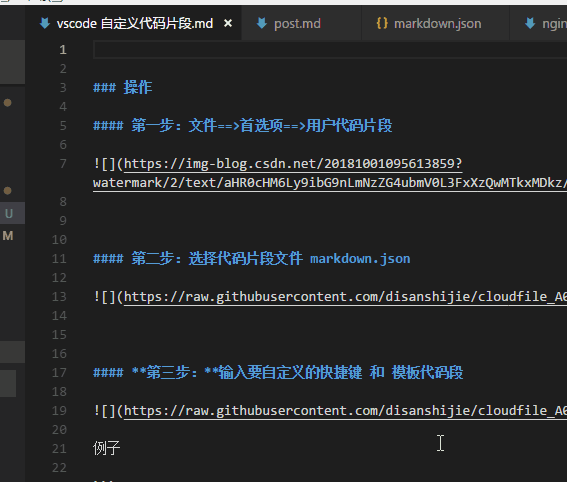 vscode 自定义代码片段.md × post.md {} markdown.json ngin
1
2
3 ### 操作
4
5 #### 第一步：文件==>首选项==>用户代码片段
6
7 ![](https://img-blog.csdn.net/20181001095613859?
watermark/2/text/aHR0cHM6Ly9ibG9nLmNzZG4ubmV0L3FxXzQwMTkxMDkz/
8
9
10
11 #### 第二步：选择代码片段文件 markdown.json
12
13 ![](https://raw.githubusercontent.com/disanshijie/cloudfile_A0
14
15
16
17 #### **第三步：**输入要自定义的快捷键 和 模板代码段
18
19 ![](https://raw.githubusercontent.com/disanshijie/cloudfile_A0
20
21 例子
22
U
M